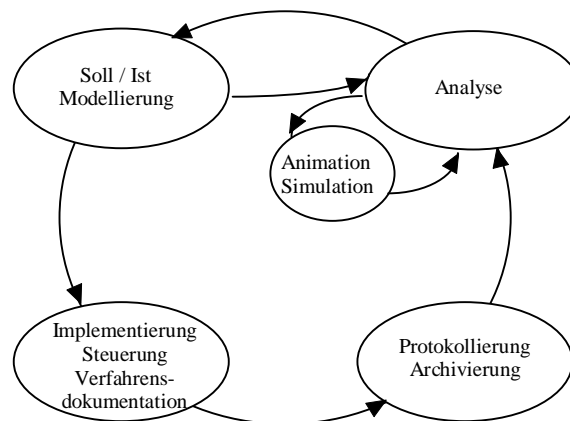 Soll / Ist
Modellierung
Analyse
Animation
Simulation
Implementierung
Steuerung
Verfahrens-
dokumentation
Protokollierung
Archivierung